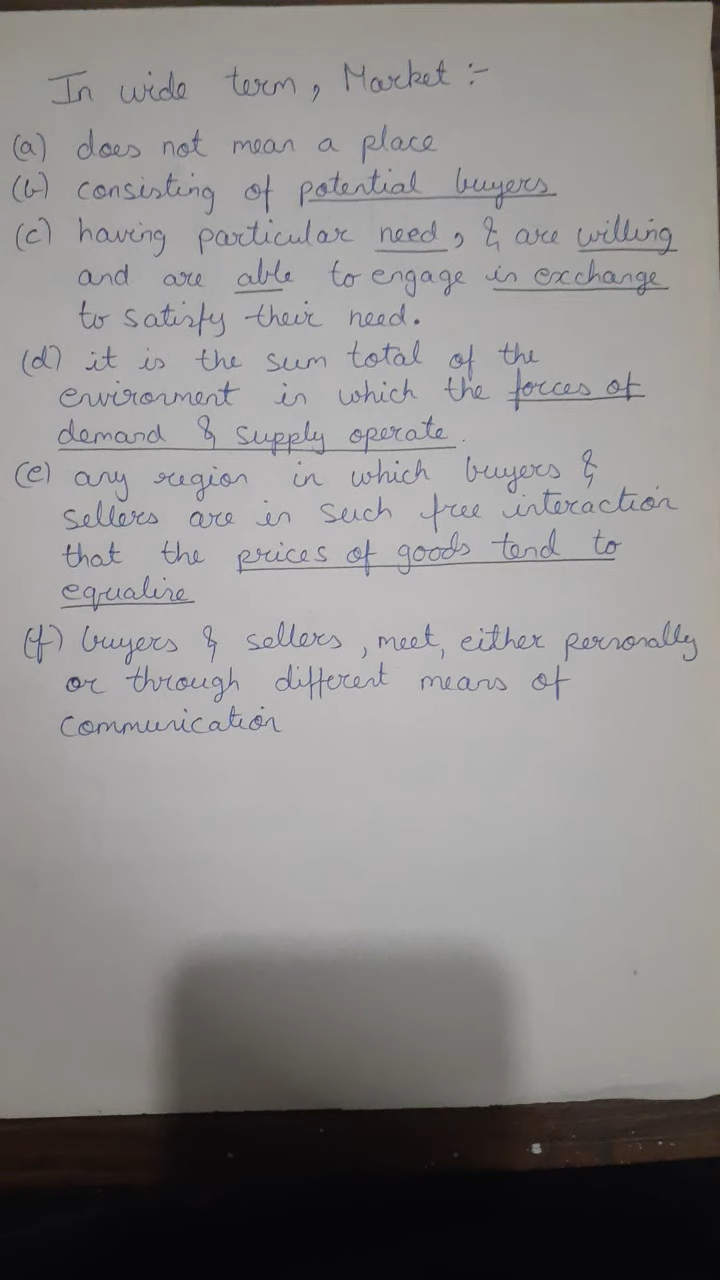 In wide term, Market :-
(a) does not mean a place
(b) consisting of potential buyers
(c) having particular need, & are willing
and are able to engage in exchange
to satisfy their need.
(d) it is the sum total of the
environment in which the forces of
demand & supply operate.
(e) any region in which buyers &
sellers are in such free interaction
that the prices of goods tend to
equalize
(f) buyers & sellers, meet, either personally
or through different means of
communication